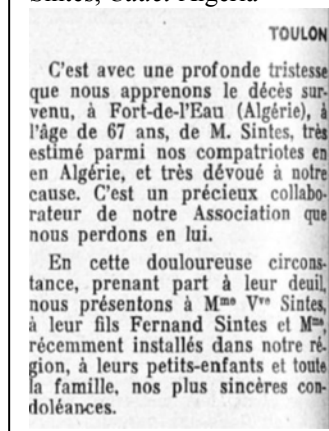 TOULON
C'est avec une profonde tristesse
que nous apprenons le décès sur-
venu, à Fort-de-l'Eau (Algérie), à
l'âge de 67 ans, de M. Sintes, très
estimé parmi nos compatriotes en
en Algérie, et très dévoué à notre
cause. C'est un précieux collabo-
rateur de notre Association que
nous perdons en lui.
En cette douloureuse circons-
tance, prenant part à leur deuil,
nous présentons à Mme Vve Sintes,
à leur fils Fernand Sintes et Mme
récemment installés dans notre ré-
gion, à leurs petits-enfants et toute
la famille, nos plus sincères con-
doléances.